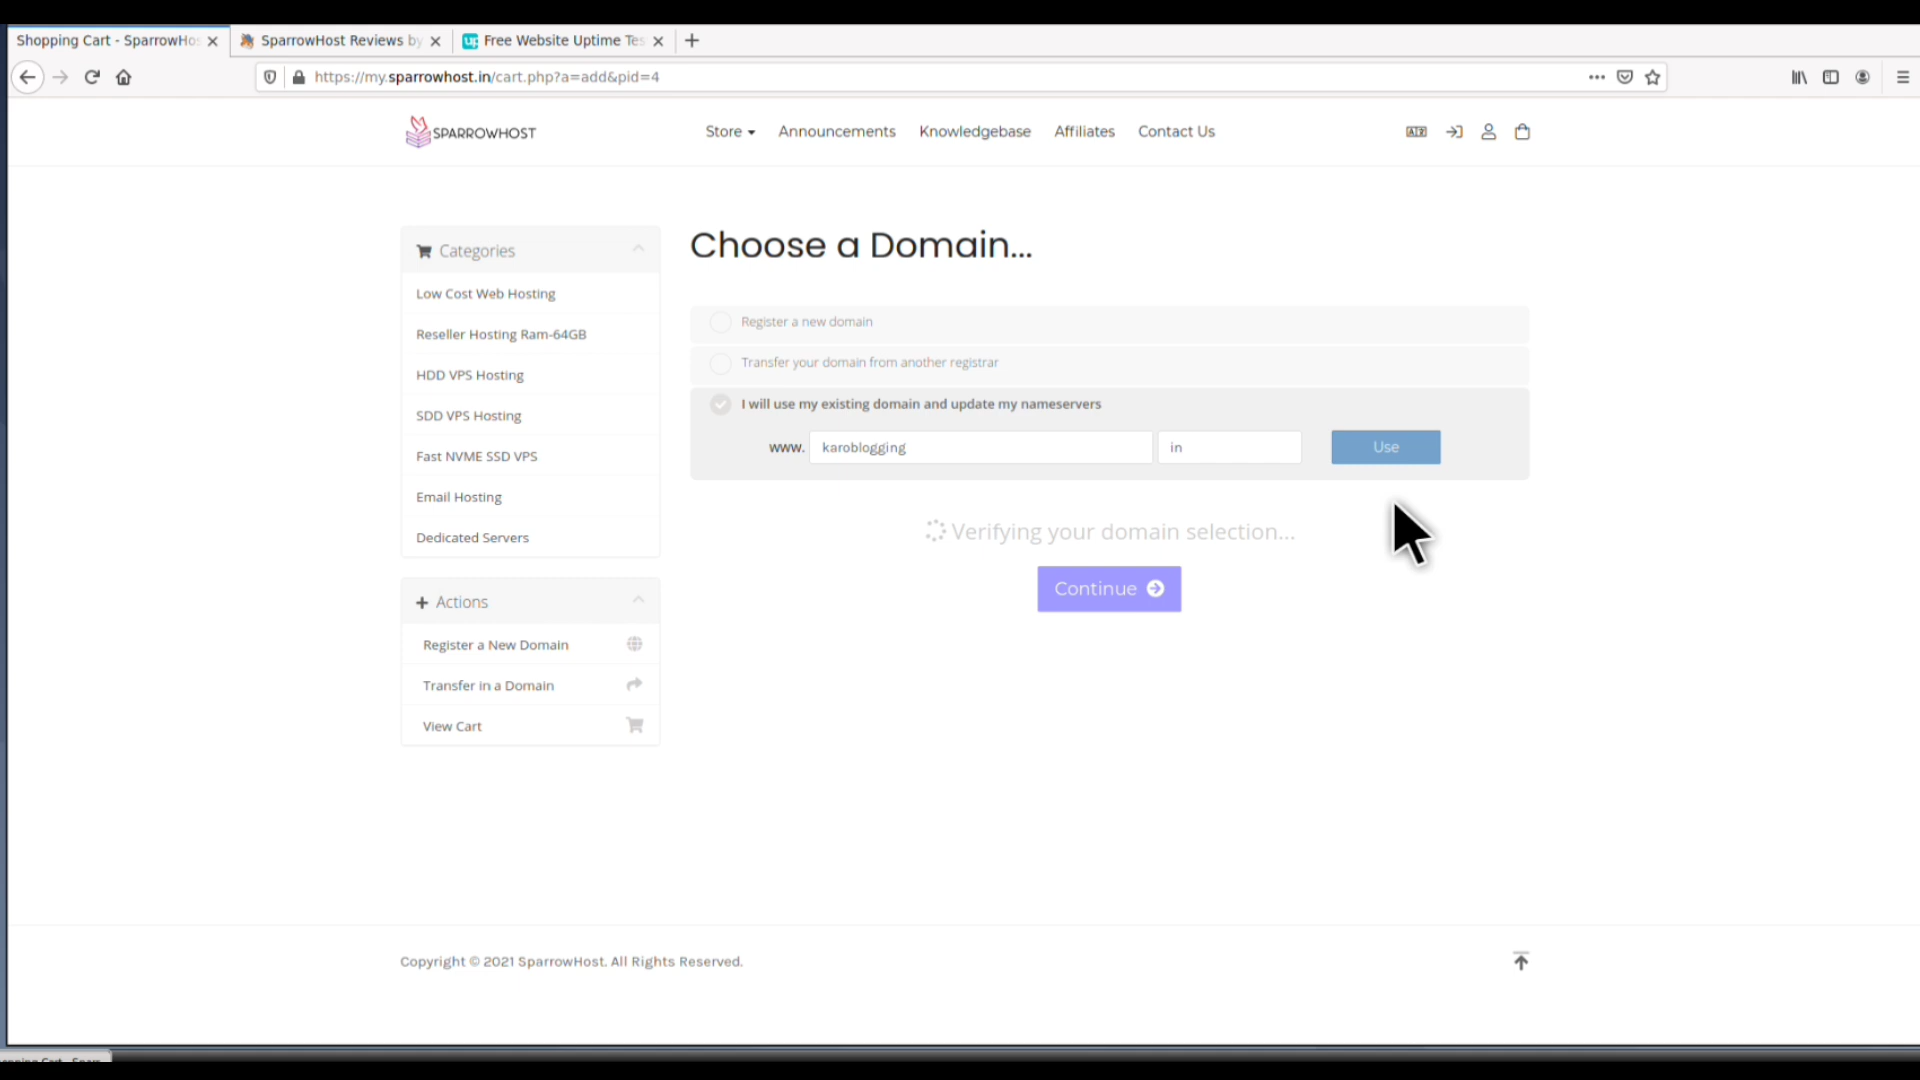 Shopping Cart - SparrowHos
SparrowHost Reviews by
Free Website Uptime Tes
https://my.sparrowhost.in/cart.php?a=add&pid=4
SPARROWHOST
Store
Announcements
Knowledgebase
Affiliates
Contact Us
Categories
Low Cost Web Hosting
Reseller Hosting Ram-64GB
HDD VPS Hosting
SDD VPS Hosting
Fast NVME SSD VPS
Email Hosting
Dedicated Servers
Actions
Register a New Domain
Transfer in a Domain
View Cart
Choose a Domain...
Register a new domain
Transfer your domain from another registrar
I will use my existing domain and update my nameservers
www. karoblogging in Use
Verifying your domain selection...
Continue
Copyright © 2021 SparrowHost. All Rights Reserved.